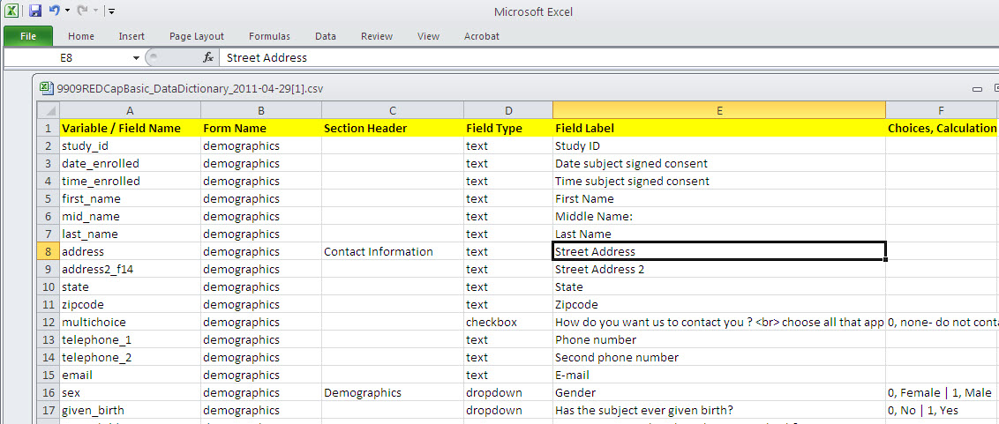 Microsoft Excel
File Home Insert Page Layout Formulas Data Review View Acrobat
E8 fx Street Address
9909REDCapBasic_DataDictionary_2011-04-29[1].csv
A B C D E F
1 Variable / Field Name Form Name Section Header Field Type Field Label Choices, Calculation
2 study_id demographics text Study ID
3 date_enrolled demographics text Date subject signed consent
4 time_enrolled demographics text Time subject signed consent
5 first_name demographics text First Name
6 mid_name demographics text Middle Name:
7 last_name demographics text Last Name
8 address demographics Contact Information text Street Address
9 address2_f14 demographics text Street Address 2
10 state demographics text State
11 zipcode demographics text Zipcode
12 multichoice demographics checkbox How do you want us to contact you ? <br> choose all that app 0, none- do not conta
13 telephone_1 demographics text Phone number
14 telephone_2 demographics text Second phone number
15 email demographics text E-mail
16 sex Demographics demographics dropdown Gender 0, Female | 1, Male
17 given_birth demographics dropdown Has the subject ever given birth? 0, No | 1, Yes